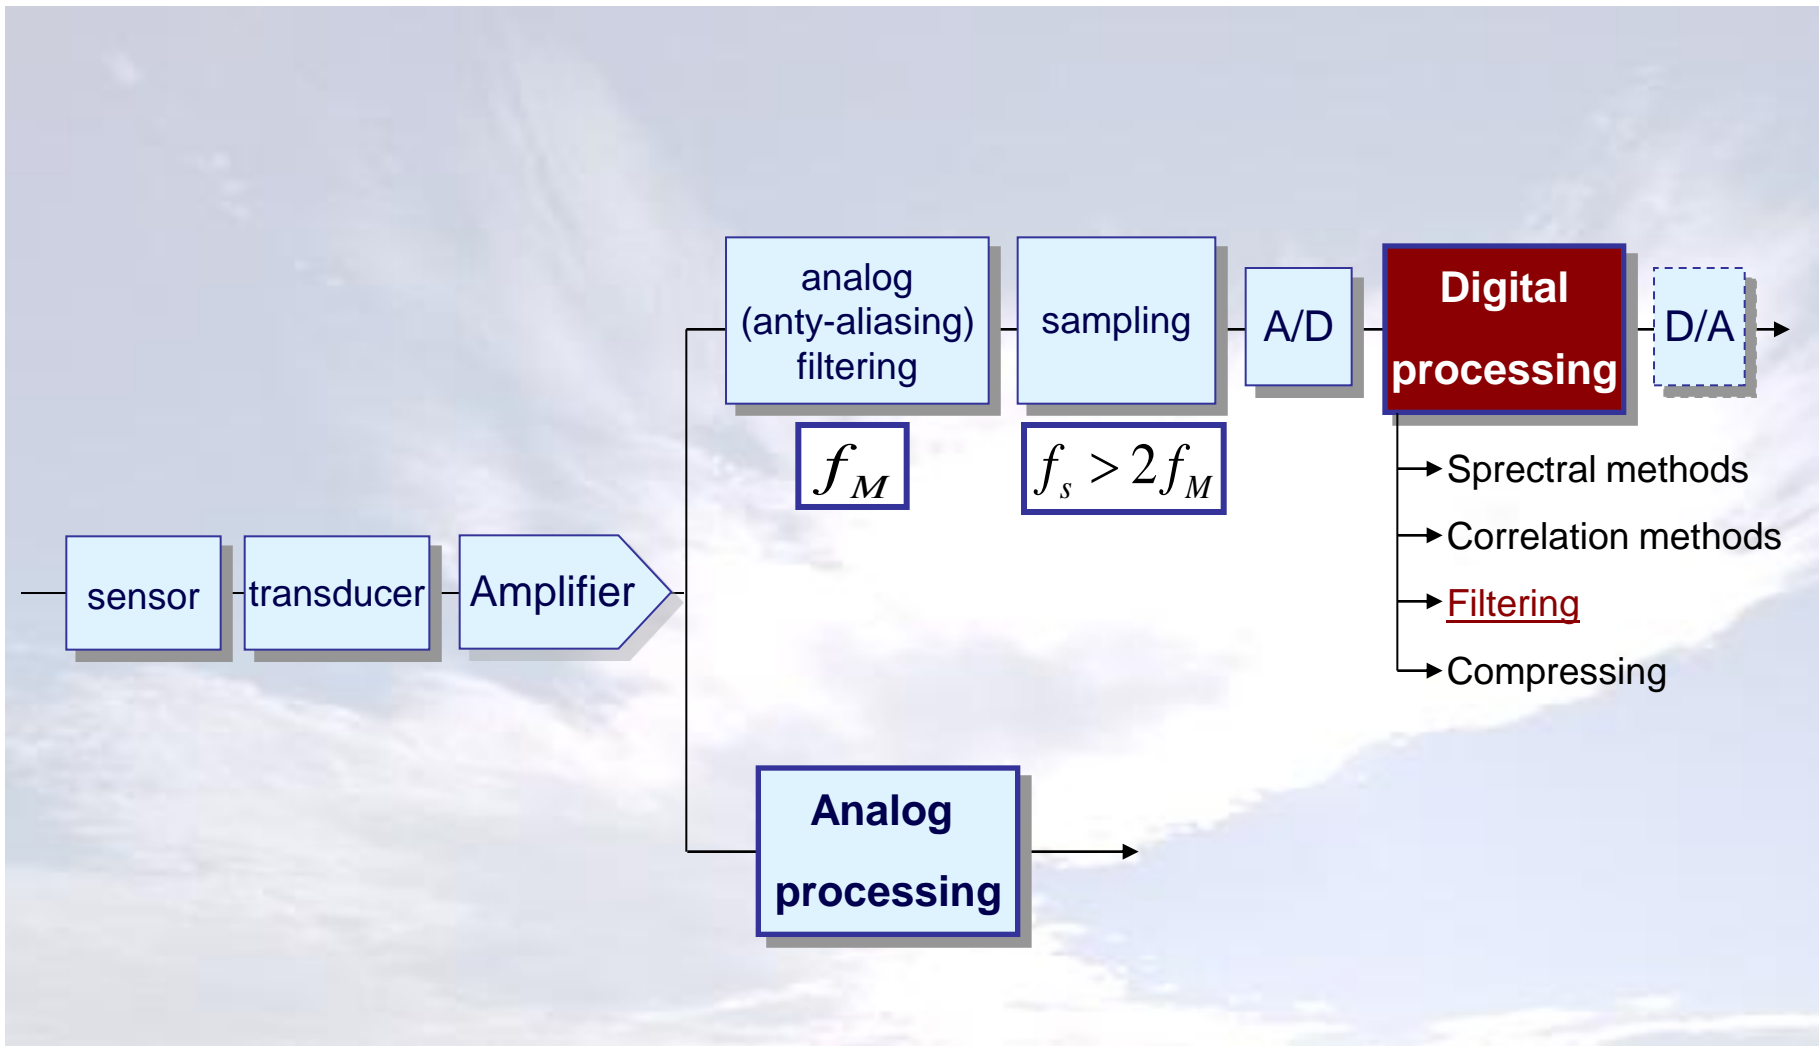 sensor
transducer
Amplifier
analog
(anty-aliasing)
filtering
f_M
sampling
f_s > 2f_M
A/D
Digital
processing
D/A
Sprectral methods
Correlation methods
Filtering
Compressing
Analog
processing